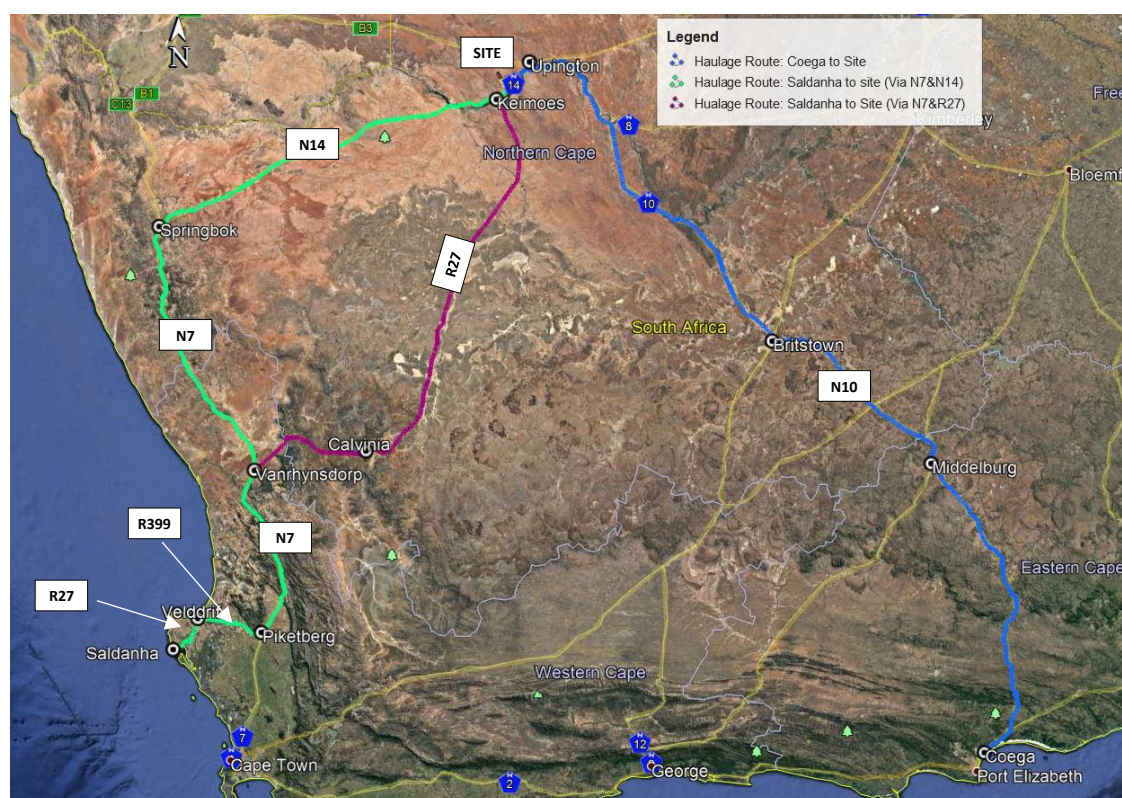 B3
SITE
Upington
Legend
Haulage Route: Coega to Site
Haulage Route: Saldanha to site (Via N7&N14)
Hualage Route: Saldanha to Site (Via N7&R27)
N
14
B1
C13
Keimoes
Free
Kimberley
N
8
N14
Northern Cape
Bloemf
N
10
Springbok
R27
N7
South Africa
Britstown
N10
Calvinia
Vanrhynsdorp
Middelburg
R399
N7
Eastern Cape
R27
Velddrif
Piketberg
Saldanha
Western Cape
N
7
N
12
Cape Town
George
Coega
Port Elizabeth
N
2